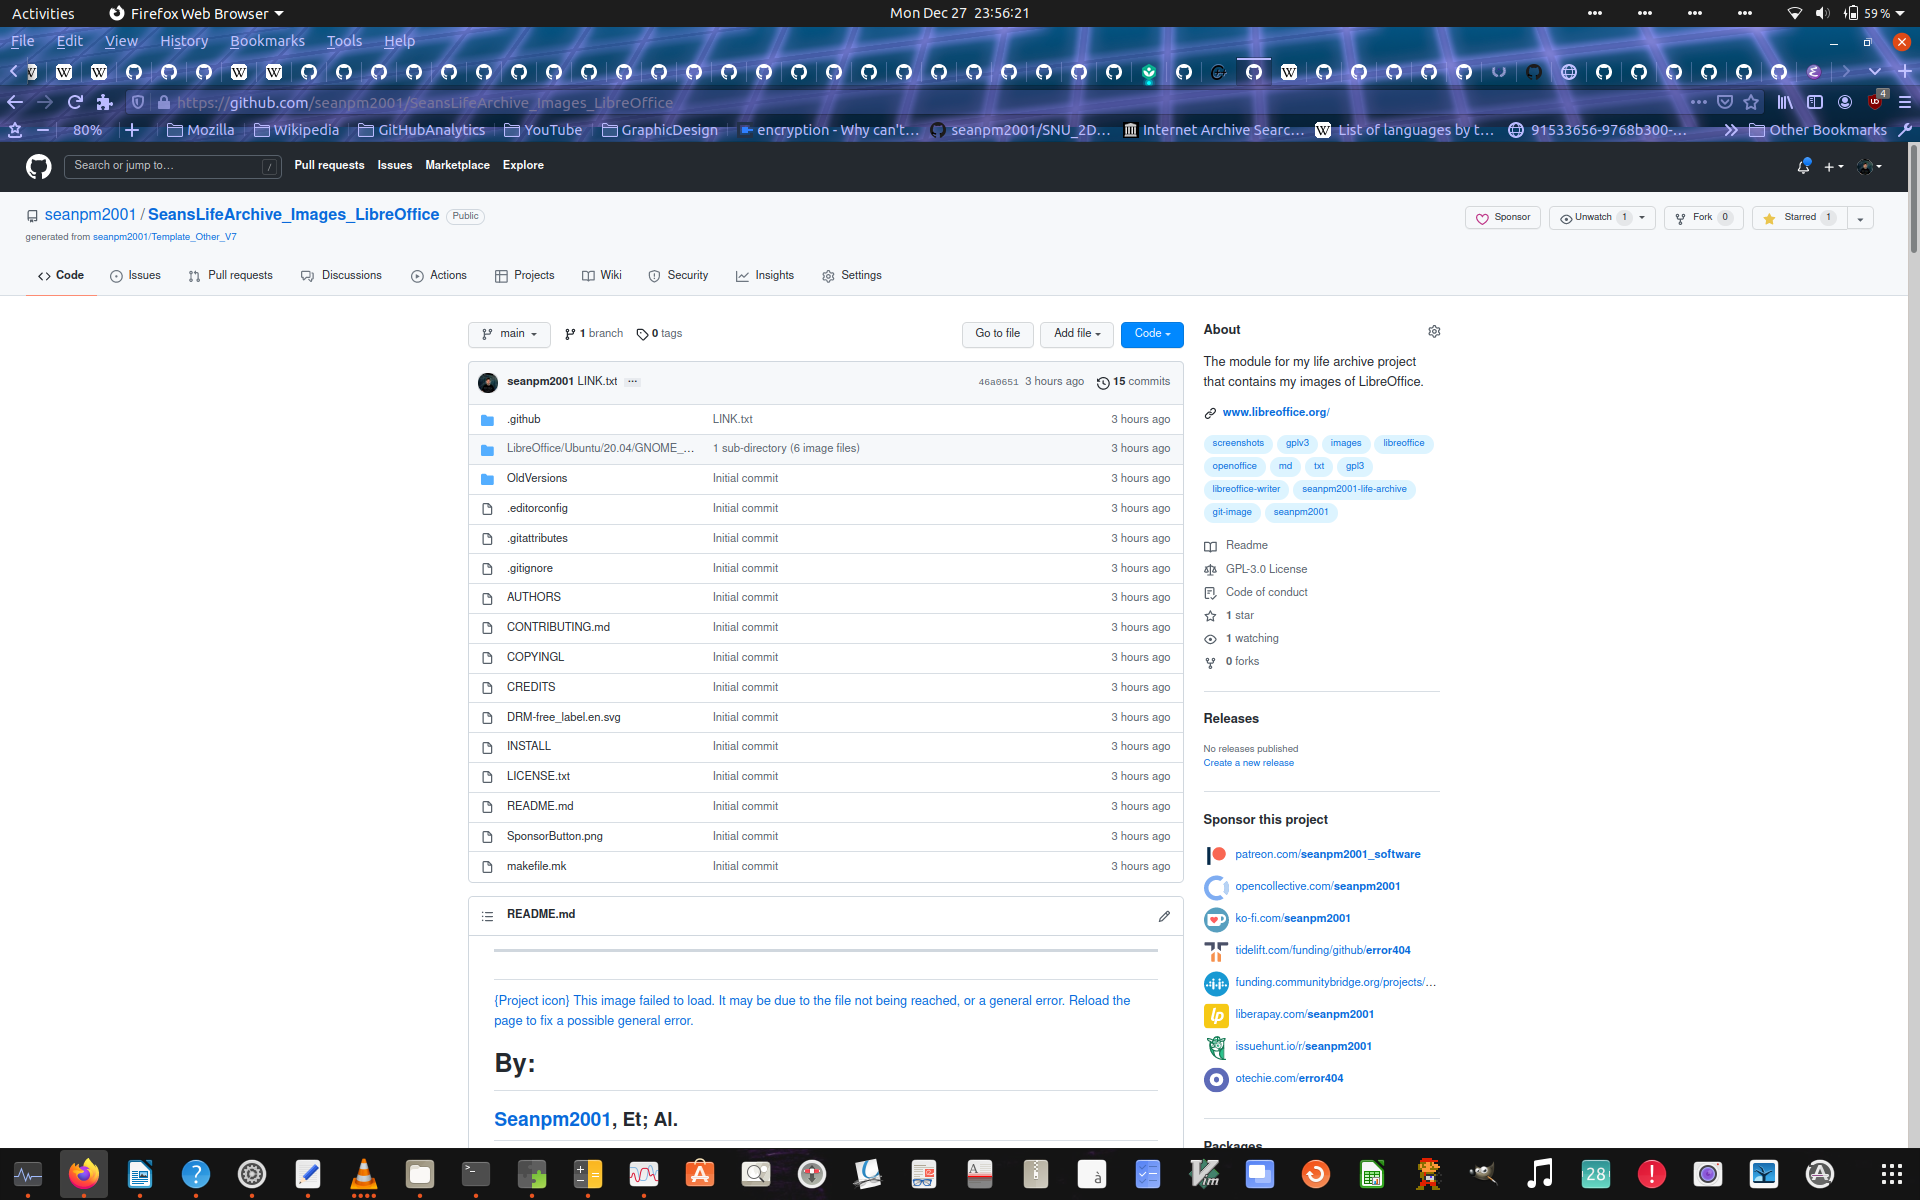 Activities
Firefox Web Browser
Mon Dec 27 23:56:21
59 %
File Edit View History Bookmarks Tools Help
https://github.com/seanpm2001/SeansLifeArchive_Images_LibreOffice
4
80%
Mozilla
Wikipedia
GitHubAnalytics
YouTube
GraphicDesign
encryption - Why can't…
seanpm2001/SNU_2D…
Internet Archive Searc…
List of languages by t…
91533656-9768b300-…
Other Bookmarks
Search or jump to…
/
Pull requests
Issues
Marketplace
Explore
seanpm2001 / SeansLifeArchive_Images_LibreOffice
Public
generated from seanpm2001/Template_Other_V7
Sponsor
Unwatch 1
Fork 0
Starred 1
Code
Issues
Pull requests
Discussions
Actions
Projects
Wiki
Security
Insights
Settings
main
1 branch
0 tags
Go to file
Add file
Code
seanpm2001 LINK.txt ...
46a0651 3 hours ago
15 commits
.github LINK.txt 3 hours ago
LibreOffice/Ubuntu/20.04/GNOME_… 1 sub-directory (6 image files) 3 hours ago
OldVersions Initial commit 3 hours ago
.editorconfig Initial commit 3 hours ago
.gitattributes Initial commit 3 hours ago
.gitignore Initial commit 3 hours ago
AUTHORS Initial commit 3 hours ago
CONTRIBUTING.md Initial commit 3 hours ago
COPYINGL Initial commit 3 hours ago
CREDITS Initial commit 3 hours ago
DRM-free_label.en.svg Initial commit 3 hours ago
INSTALL Initial commit 3 hours ago
LICENSE.txt Initial commit 3 hours ago
README.md Initial commit 3 hours ago
SponsorButton.png Initial commit 3 hours ago
makefile.mk Initial commit 3 hours ago
README.md
{Project icon} This image failed to load. It may be due to the file not being reached, or a general error. Reload the
page to fix a possible general error.
By:
Seanpm2001, Et; Al.
About
The module for my life archive project
that contains my images of LibreOffice.
www.libreoffice.org/
screenshots gplv3 images libreoffice
openoffice md txt gpl3
libreoffice-writer seanpm2001-life-archive
git-image seanpm2001
Readme
GPL-3.0 License
Code of conduct
1 star
1 watching
0 forks
Releases
No releases published
Create a new release
Sponsor this project
patreon.com/seanpm2001_software
opencollective.com/seanpm2001
ko-fi.com/seanpm2001
tidelift.com/funding/github/error404
funding.communitybridge.org/projects/…
liberapay.com/seanpm2001
issuehunt.io/r/seanpm2001
otechie.com/error404
Packages
28